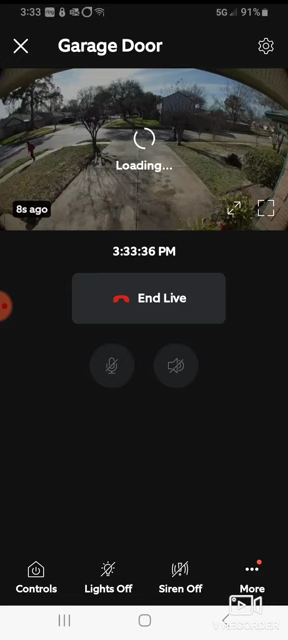 3:33
5G
91%
Garage Door
Loading...
8s ago
3:33:36 PM
End Live
Controls
Lights Off
Siren Off
More
RECORDER